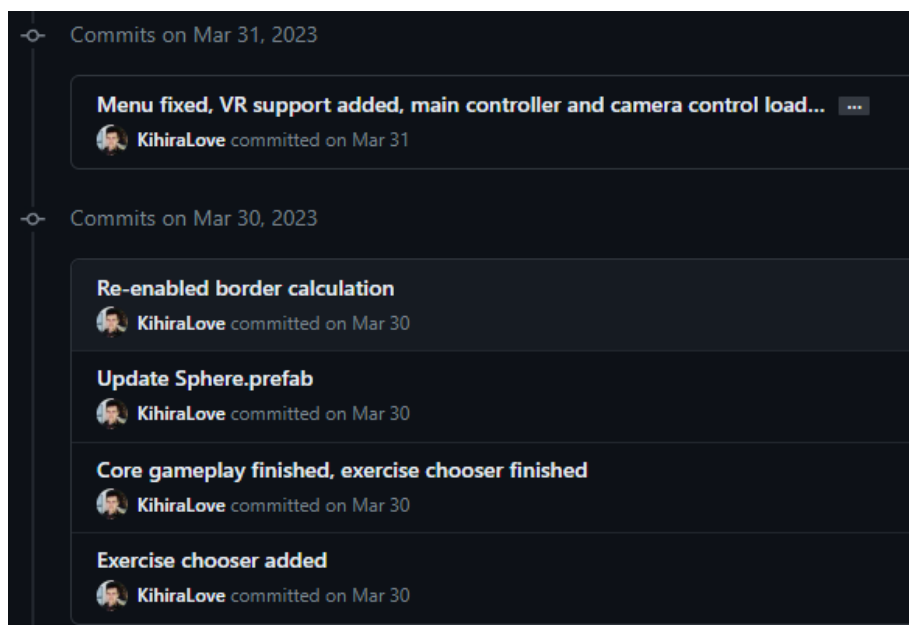 Commits on Mar 31, 2023
Menu fixed, VR support added, main controller and camera control load... ...
KihiraLove committed on Mar 31
Commits on Mar 30, 2023
Re-enabled border calculation
KihiraLove committed on Mar 30
Update Sphere.prefab
KihiraLove committed on Mar 30
Core gameplay finished, exercise chooser finished
KihiraLove committed on Mar 30
Exercise chooser added
KihiraLove committed on Mar 30